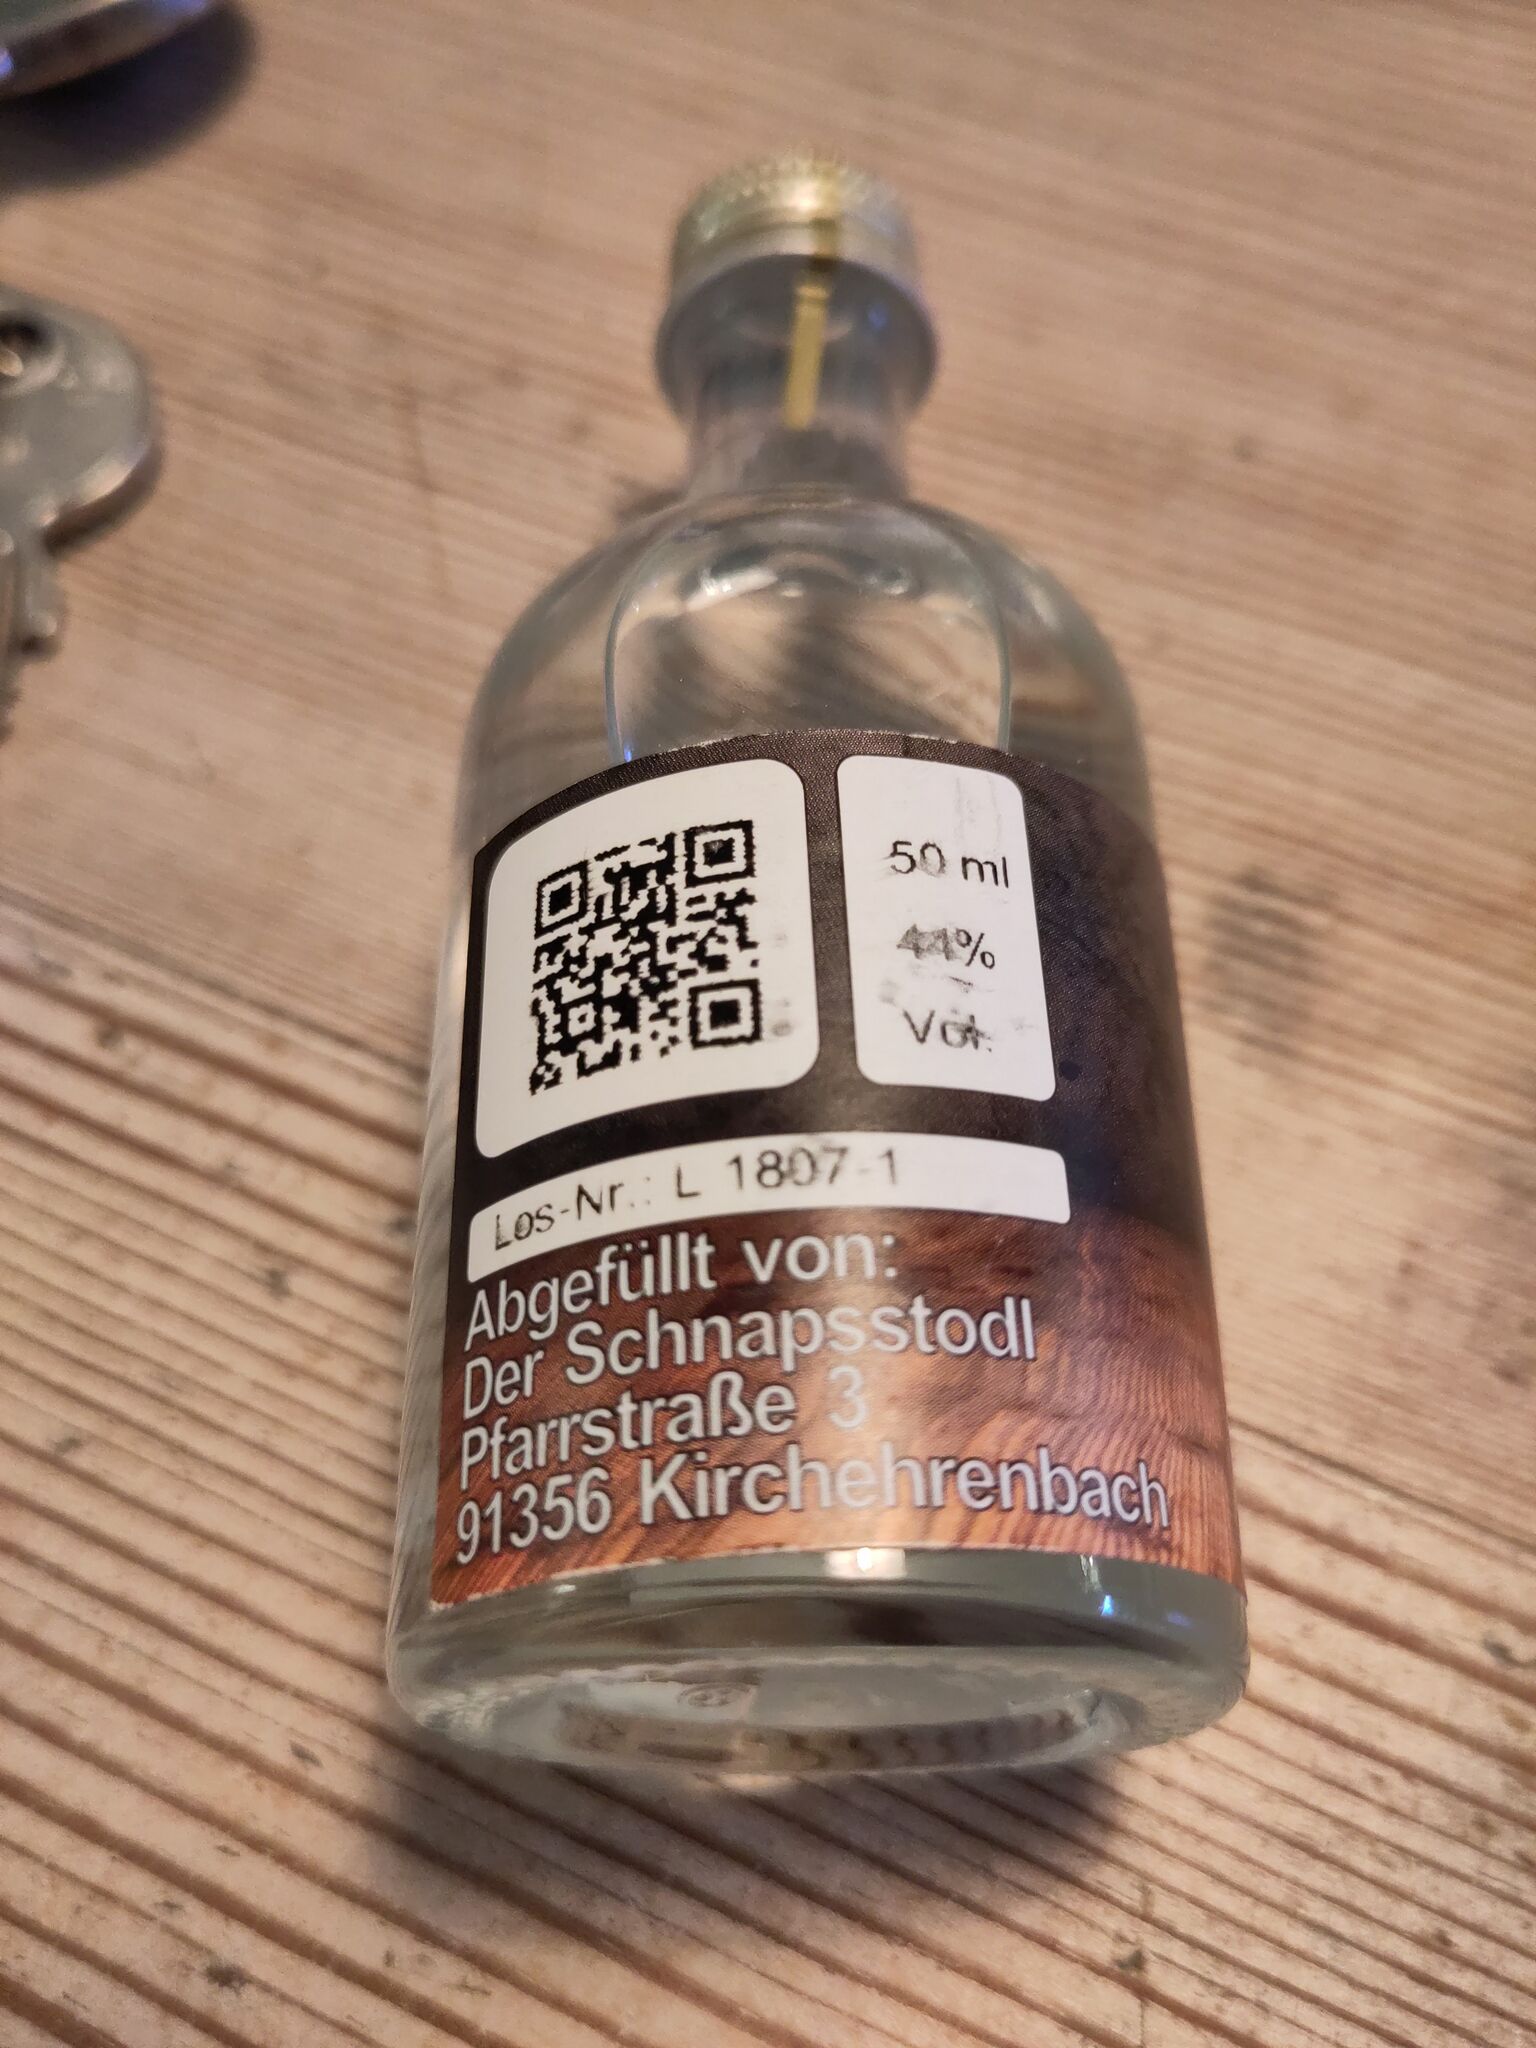 50 ml
%
Vol.
Los-Nr.: L 1807-1
Abgefüllt von:
Der Schnapsstodl
Pfarrstraße 3
91356 Kirchehrenbach